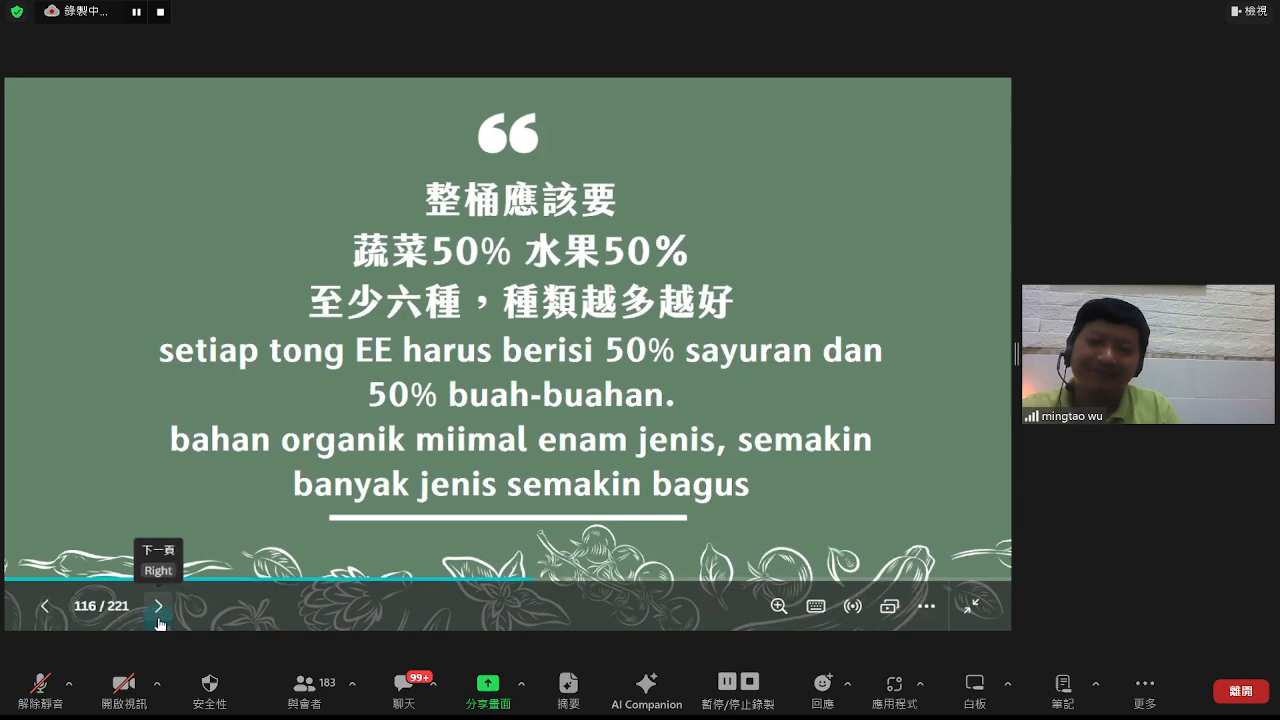 錄製中...
檢視
整桶應該要
蔬菜50% 水果50%
至少六種，種類越多越好
setiap tong EE harus berisi 50% sayuran dan
50% buah-buahan.
bahan organik miimal enam jenis, semakin
banyak jenis semakin bagus
mingtao wu
下一頁
Right
116 / 221
183
99+
解除靜音
開啟視訊
安全性
與會者
聊天
分享畫面
摘要
AI Companion
暫停/停止錄製
回應
應用程式
白板
筆記
更多
離開